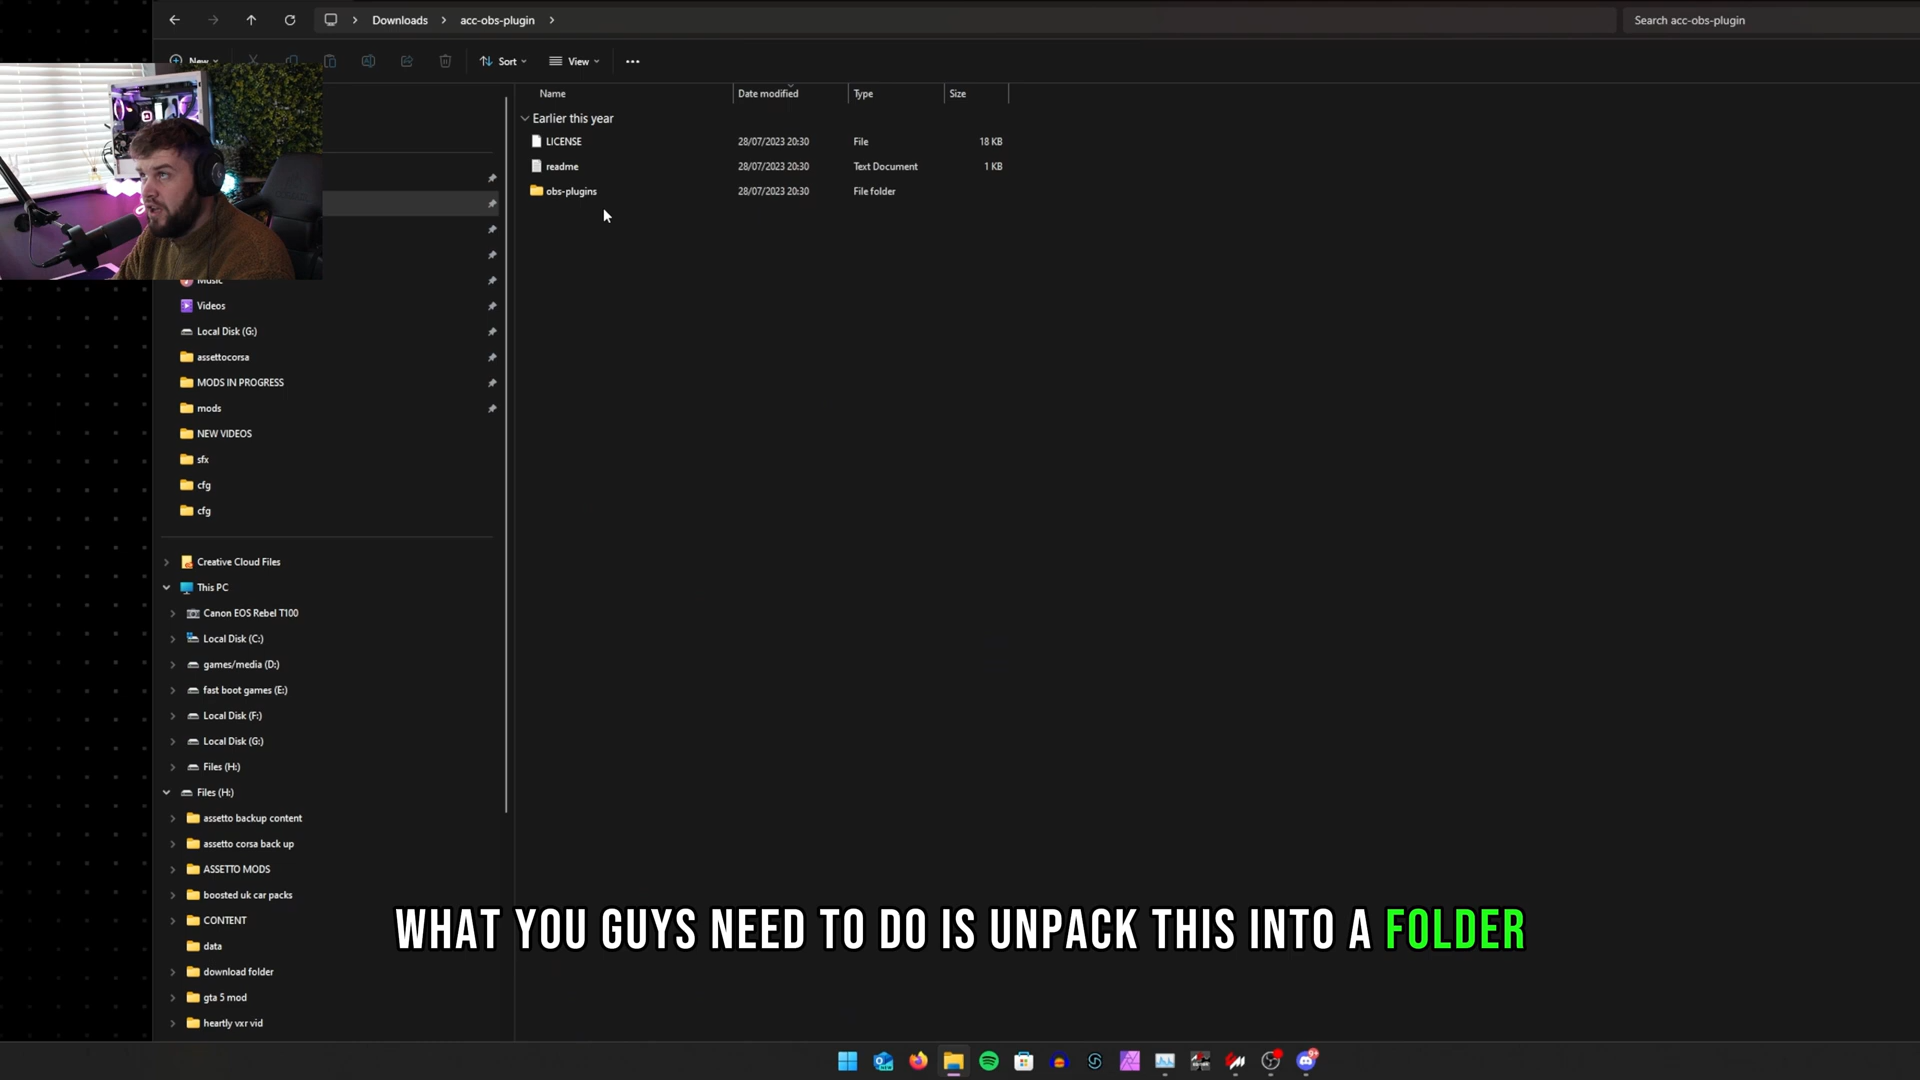 Downloads
acc-obs-plugin
Search acc-obs-plugin
New
Sort
View
Name
Date modified
Type
Size
Earlier this year
LICENSE 28/07/2023 20:30 File 18 KB
readme 28/07/2023 20:30 Text Document 1 KB
obs-plugins 28/07/2023 20:30 File folder
Music
Videos
Local Disk (G:)
assettocorsa
MODS IN PROGRESS
mods
NEW VIDEOS
sfx
cfg
cfg
Creative Cloud Files
This PC
Canon EOS Rebel T100
Local Disk (C:)
games/media (D:)
fast boot games (E:)
Local Disk (F:)
Local Disk (G:)
Files (H:)
Files (H:)
assetto backup content
assetto corsa back up
ASSETTO MODS
boosted uk car packs
CONTENT
data
download folder
gta 5 mod
heartly vxr vid
WHAT YOU GUYS NEED TO DO IS UNPACK THIS INTO A FOLDER